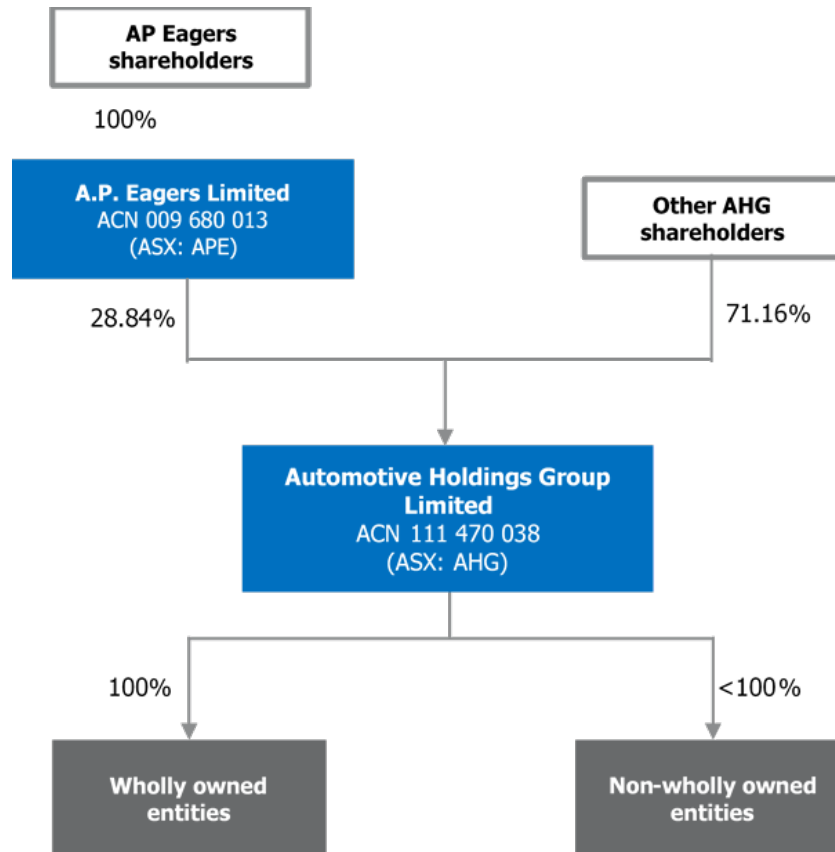 AP Eagers
shareholders
100%
A.P. Eagers Limited
ACN 009 680 013
(ASX: APE)
Other AHG
shareholders
28.84%
71.16%
Automotive Holdings Group
Limited
ACN 111 470 038
(ASX: AHG)
100%
<100%
Wholly owned
entities
Non-wholly owned
entities